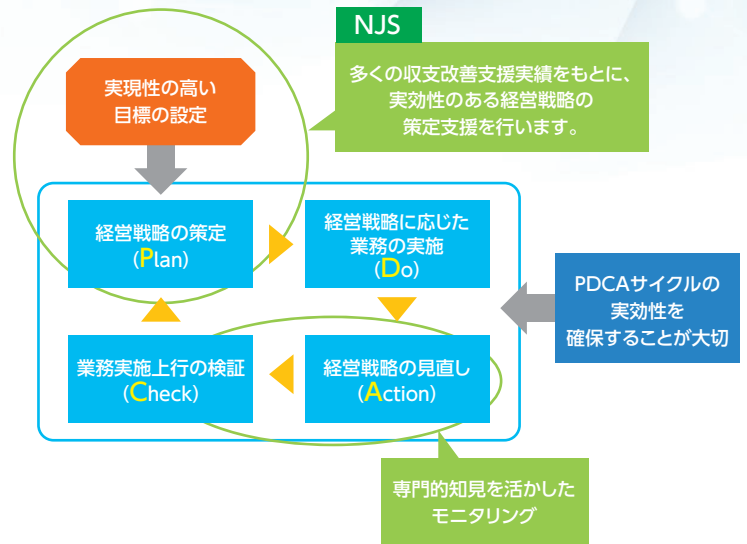 NJS
多くの収支改善支援実績をもとに、
実効性のある経営戦略の
策定支援を行います。
実現性の高い
目標の設定
経営戦略の策定
(Plan)
経営戦略に応じた
業務の実施
(Do)
PDCAサイクルの
実効性を
確保することが大切
業務実施上行の検証
(Check)
経営戦略の見直し
(Action)
専門的知見を活かした
モニタリング